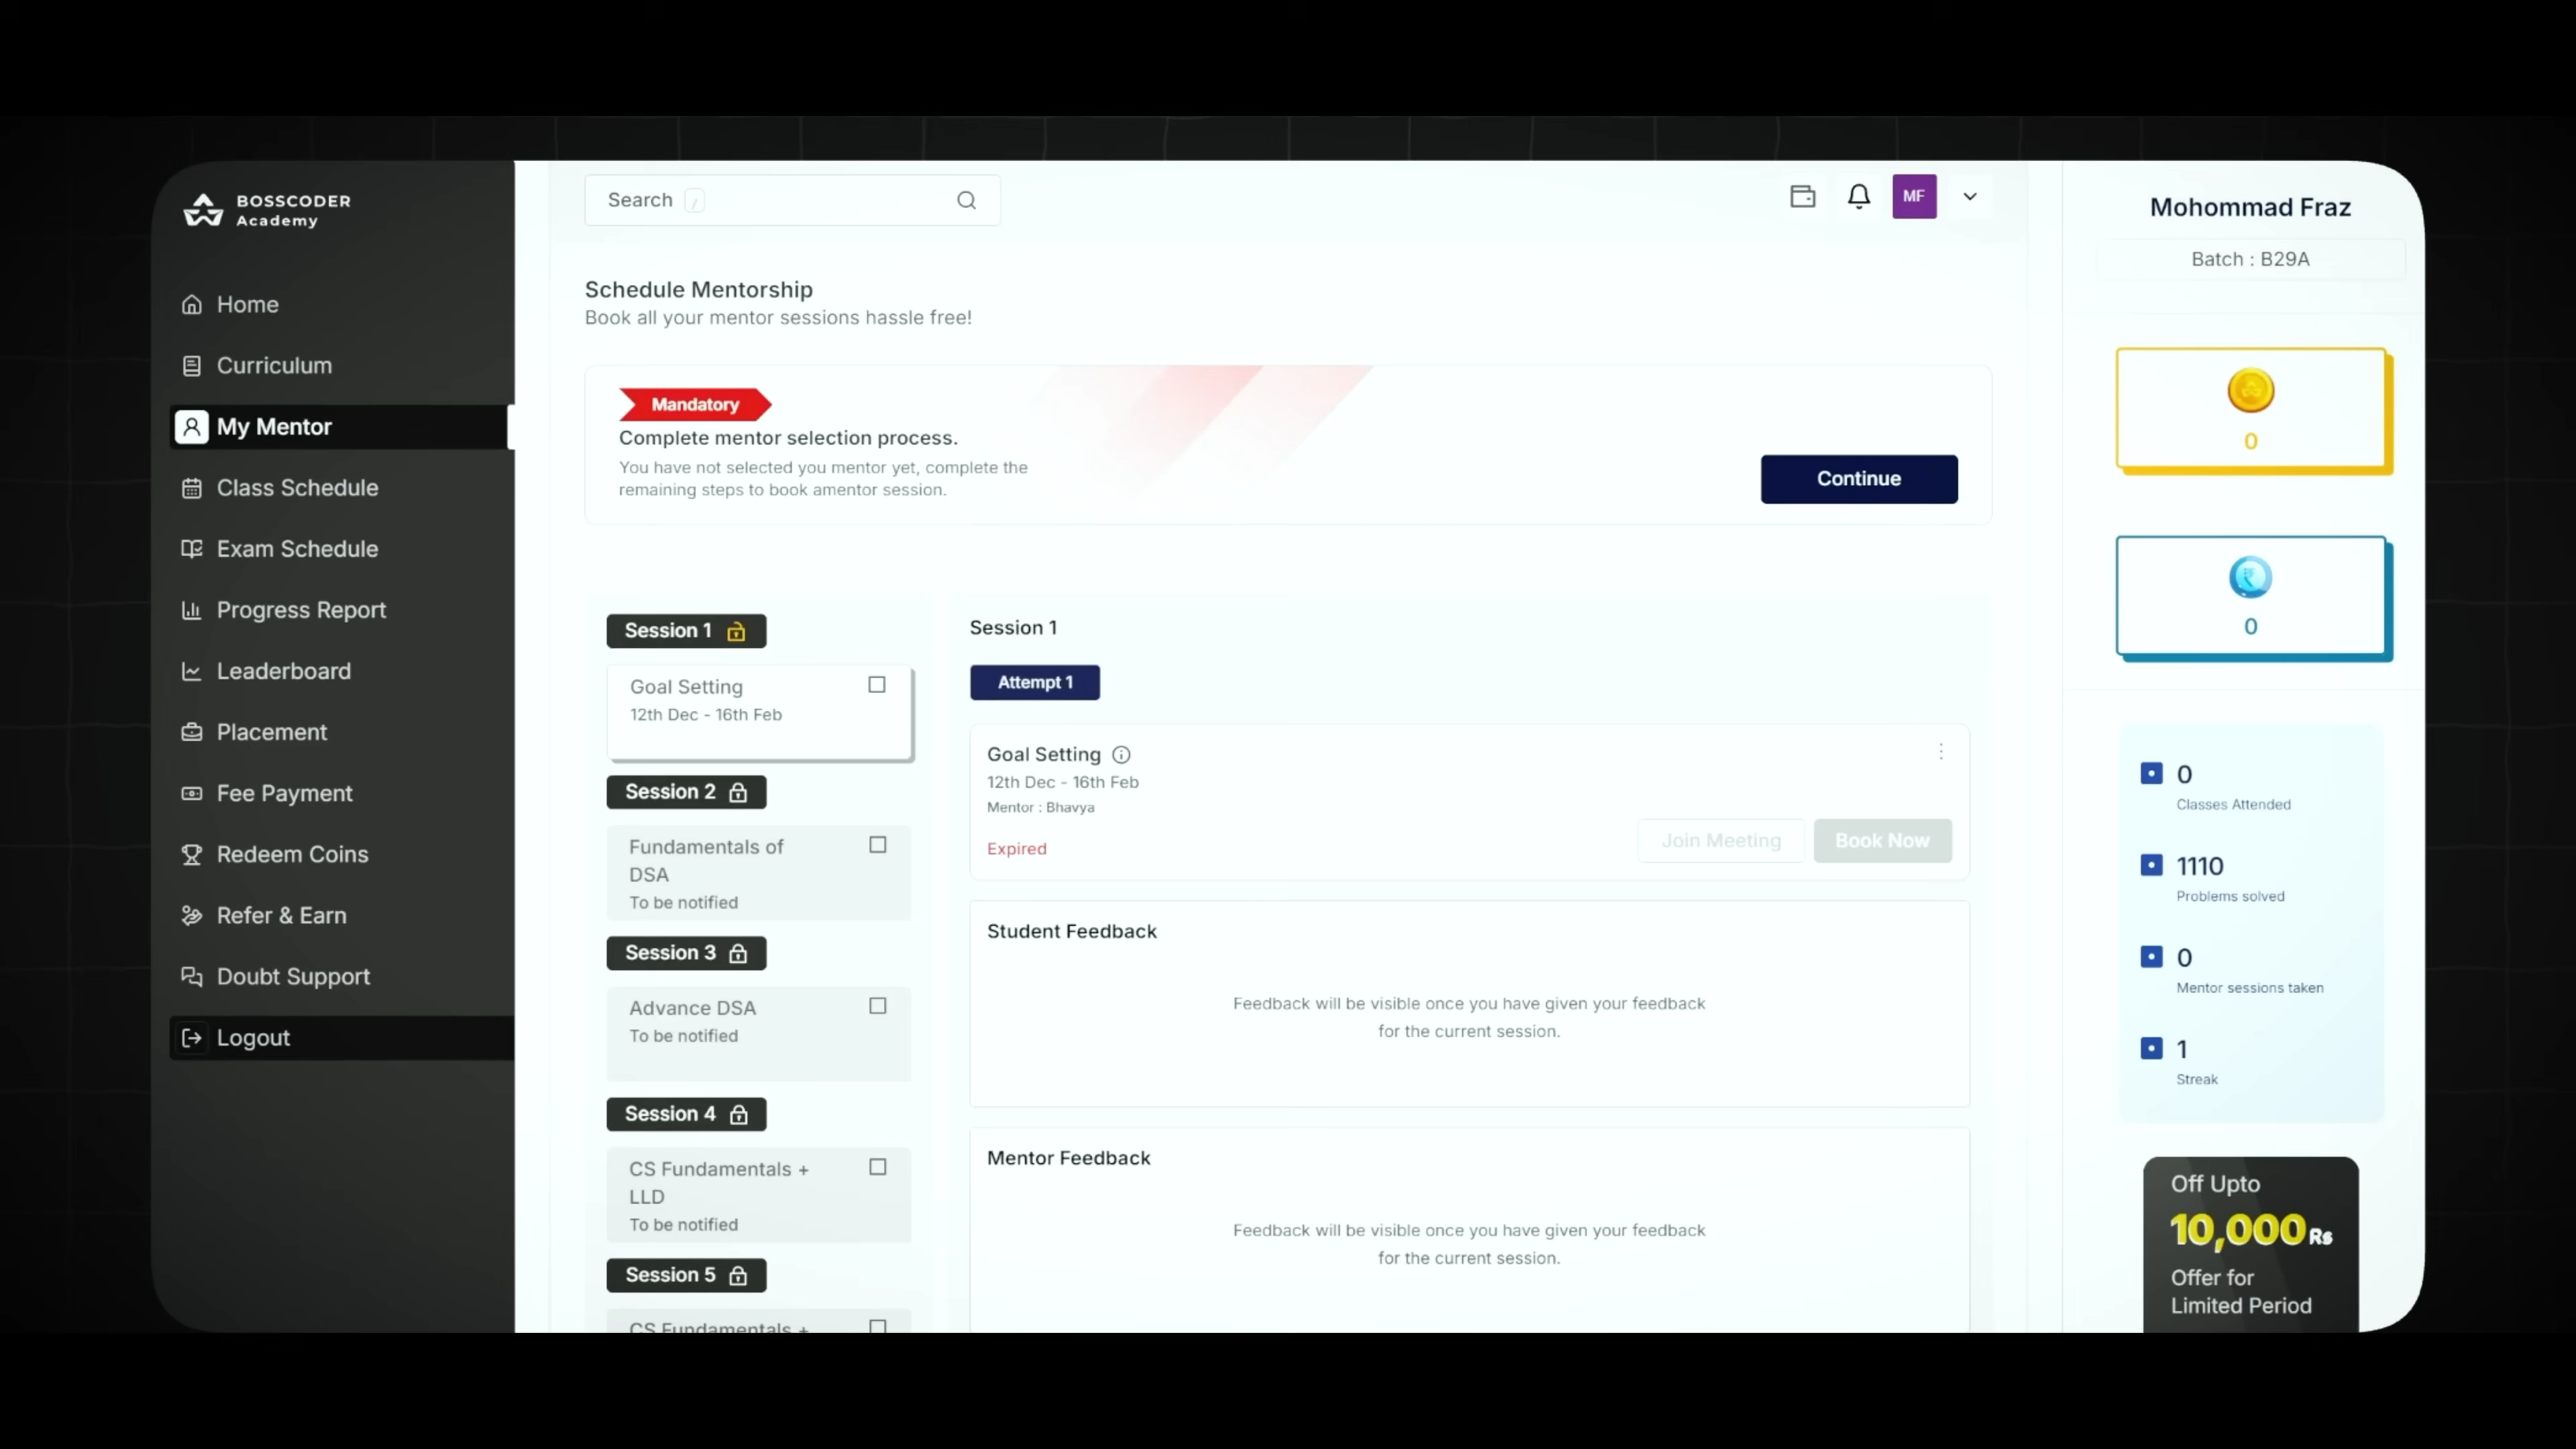 BOSSCODER
Academy
Home
Curriculum
My Mentor
Class Schedule
Exam Schedule
Progress Report
Leaderboard
Placement
Fee Payment
Redeem Coins
Refer & Earn
Doubt Support
Logout
Search /
MF
Schedule Mentorship
Book all your mentor sessions hassle free!
Mandatory
Complete mentor selection process.
You have not selected you mentor yet, complete the
remaining steps to book amentor session.
Continue
Session 1
Goal Setting
12th Dec - 16th Feb
Session 2
Fundamentals of
DSA
To be notified
Session 3
Advance DSA
To be notified
Session 4
CS Fundamentals +
LLD
To be notified
Session 5
CS Fundamentals +
Session 1
Attempt 1
Goal Setting
12th Dec - 16th Feb
Mentor : Bhavya
Expired
Join Meeting
Book Now
Student Feedback
Feedback will be visible once you have given your feedback
for the current session.
Mentor Feedback
Feedback will be visible once you have given your feedback
for the current session.
Mohommad Fraz
Batch : B29A
0
₹
0
0
Classes Attended
1110
Problems solved
0
Mentor sessions taken
1
Streak
Off Upto
10,000 Rs
Offer for
Limited Period